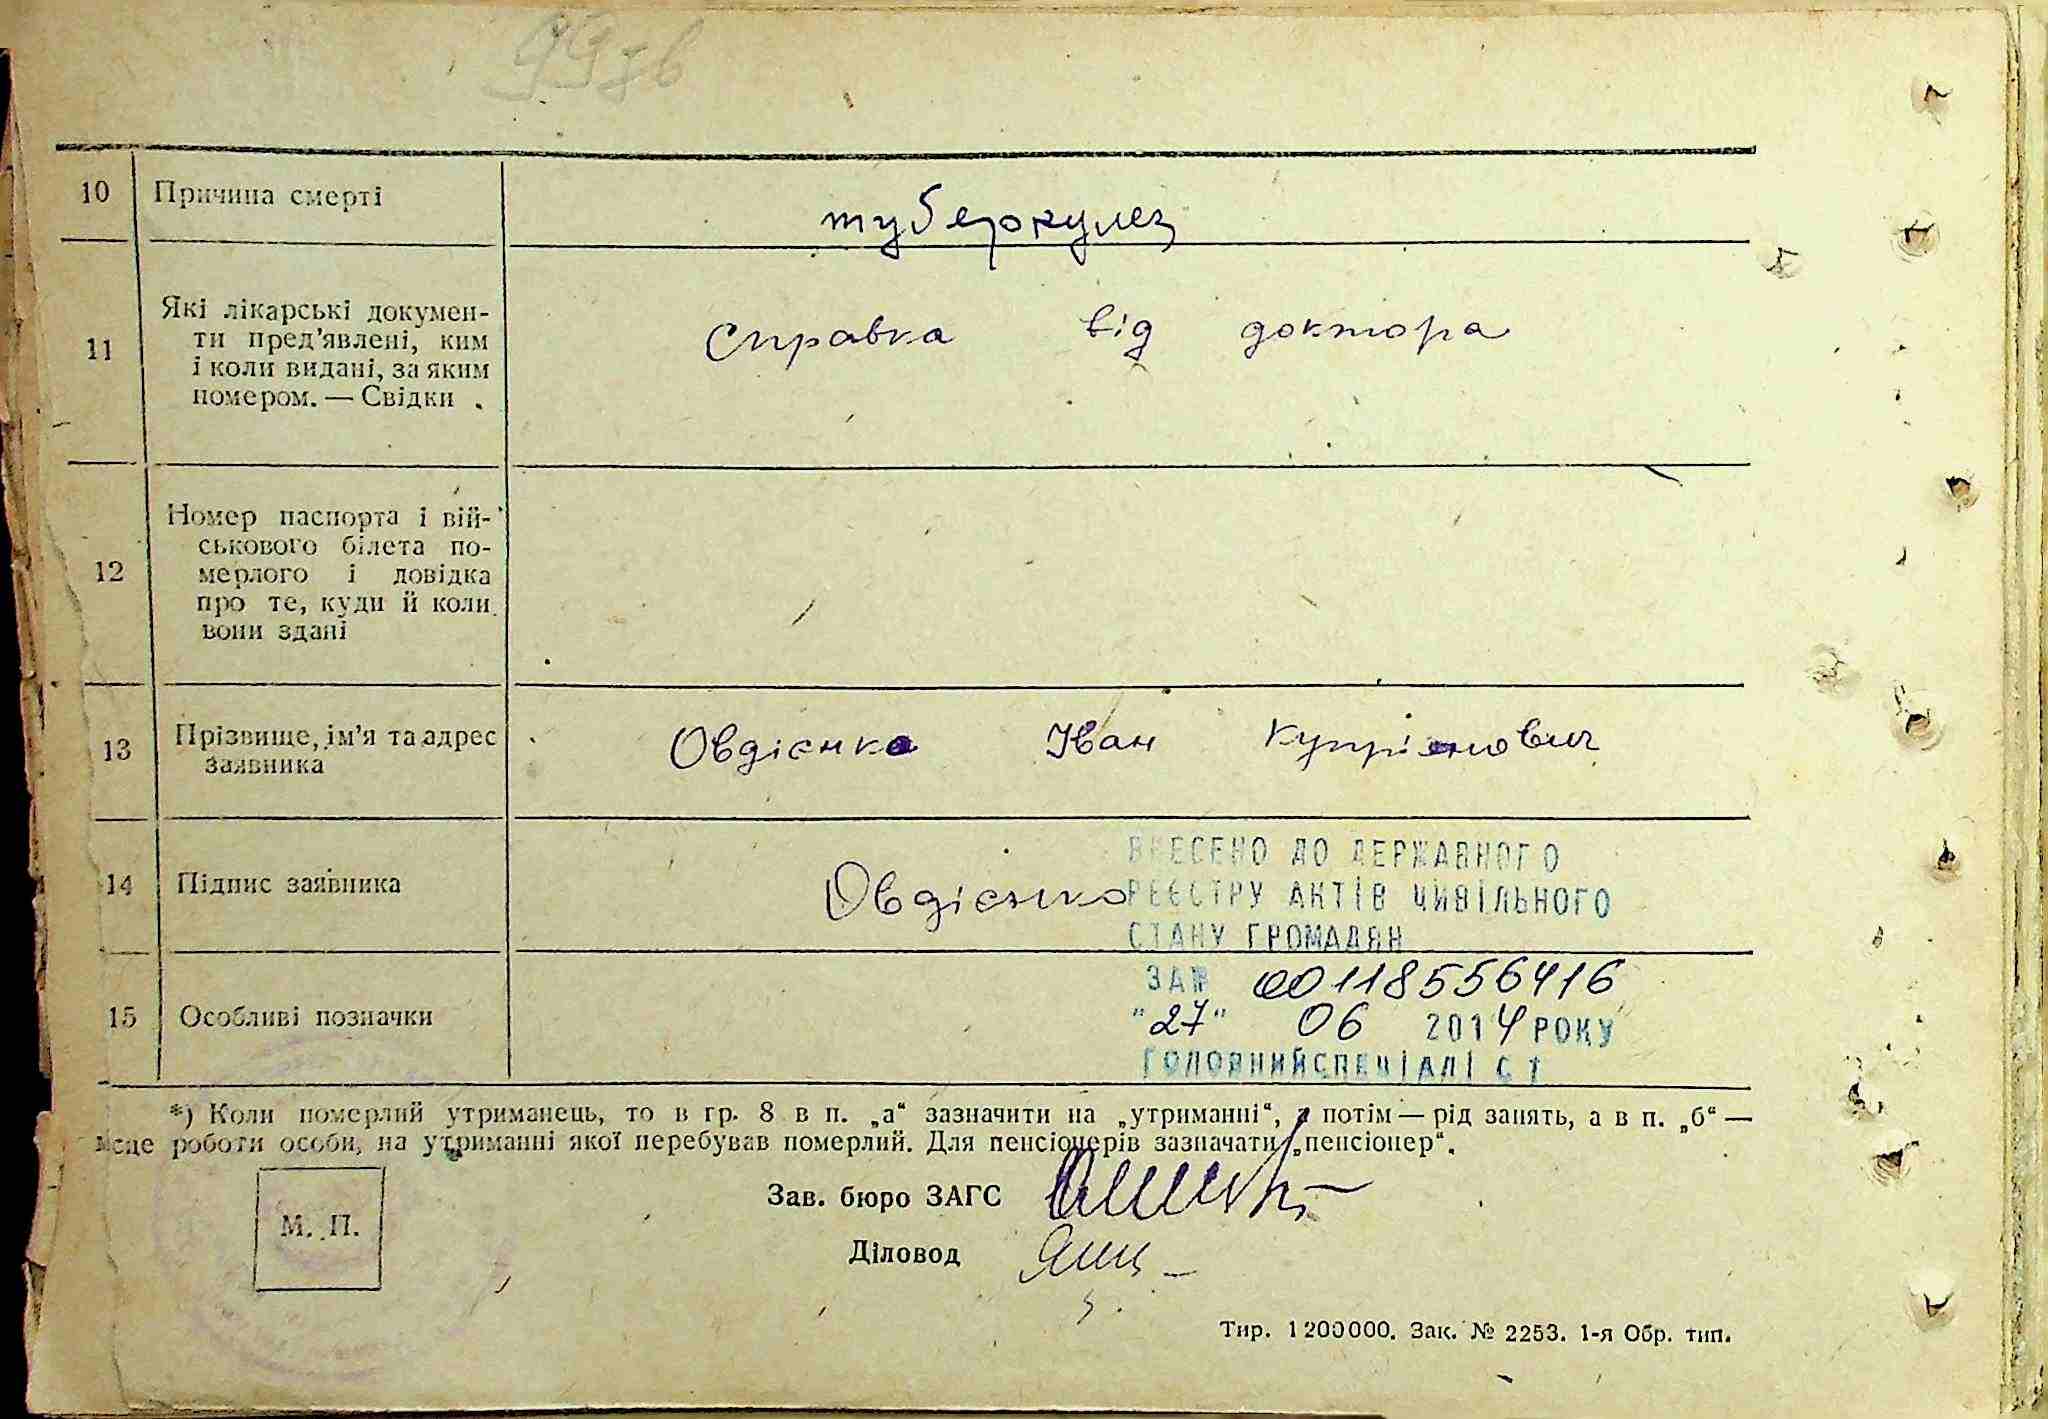 10 Причина смерті туберкулез
11 Які лікарські докумен-
ти пред'явлені, ким
і коли видані, за яким
номером. — Свідки
справка від доктора
12 Номер паспорта і вій-
ськового білета по-
мерлого і довідка
про те, куди й коли
вони здані
13 Прізвище, ім'я та адрес
заявника
Овдієнко Іван Купріянович
14 Підпис заявника Овдієнко
ВНЕСЕНО ДО ДЕРЖАВНОГО
РЕЄСТРУ АКТІВ ЦИВІЛЬНОГО
СТАНУ ГРОМАДЯН
ЗА № 00118556416
"27" 06 2014 РОКУ
ГОЛОВНИЙ СПЕЦІАЛІСТ
15 Особливі позначки
*) Коли померлий утриманець, то в гр. 8 в п. „а“ зазначити на „утриманні“, а потім — рід занять, а в п. „б“ —
місце роботи особи, на утриманні якої перебував померлий. Для пенсіонерів зазначати „пенсіонер“.
Зав. бюро ЗАГС
М. П.
Діловод
Тир. 1200000. Зак. № 2253. 1-я Обр. тип.